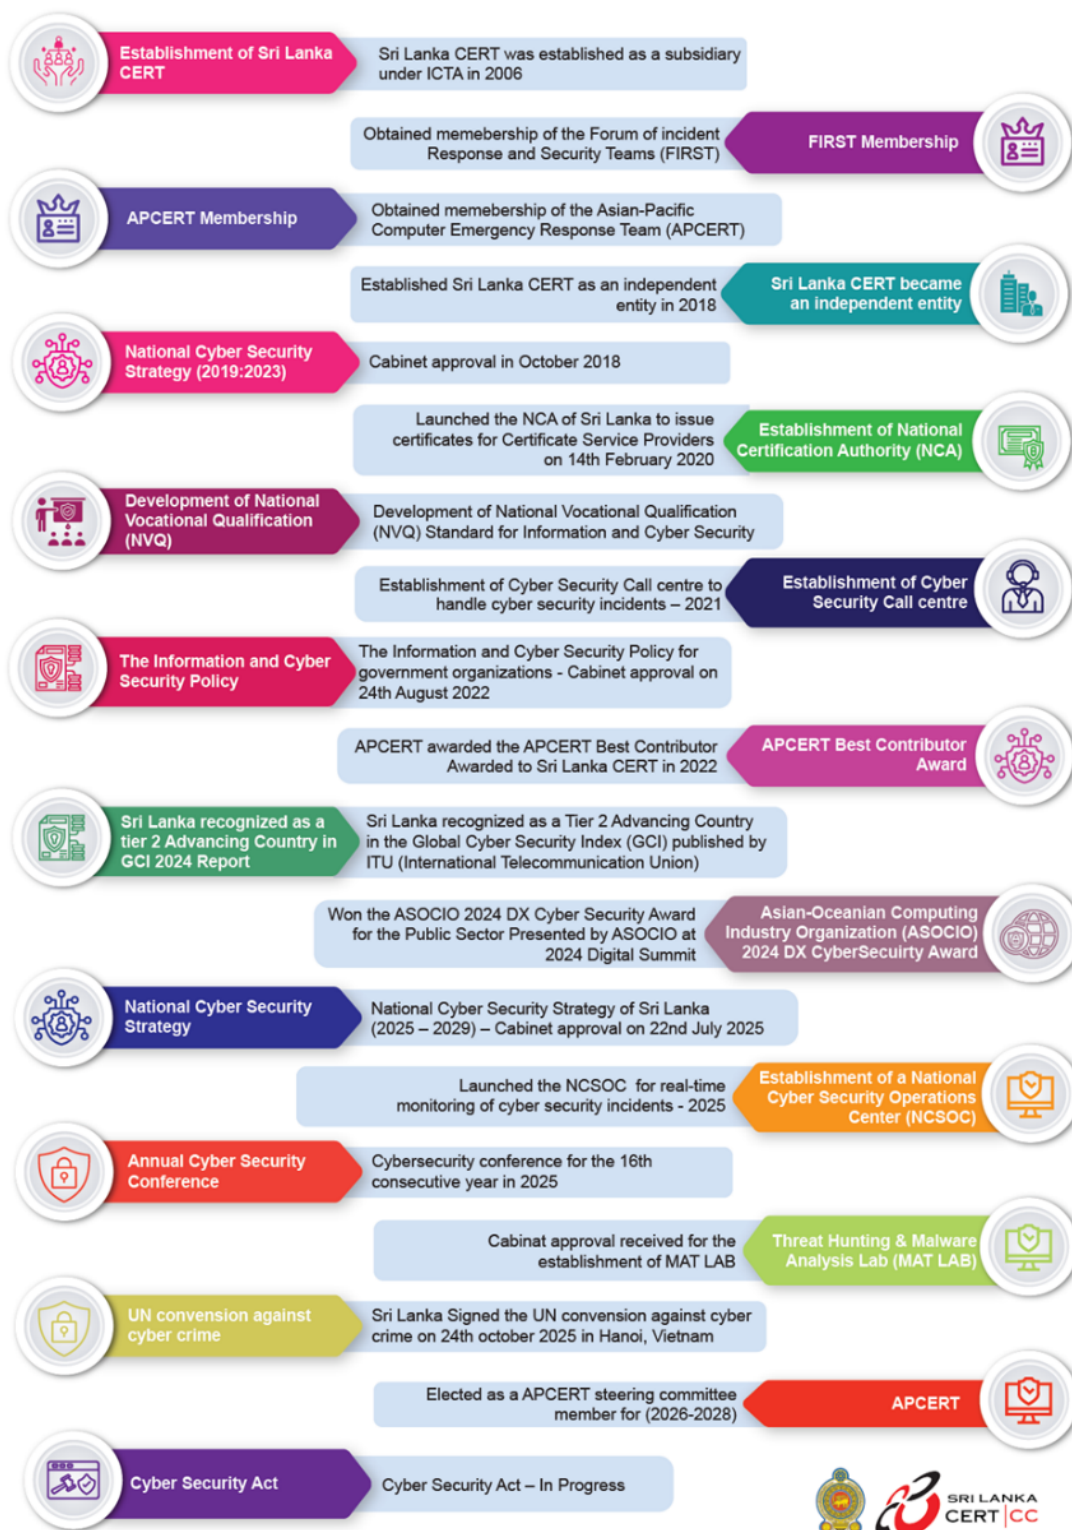 Establishment of Sri Lanka
CERT
Sri Lanka CERT was established as a subsidiary
under ICTA in 2006
Obtained memebership of the Forum of incident
Response and Security Teams (FIRST)
FIRST Membership
APCERT Membership
Obtained memebership of the Asian-Pacific
Computer Emergency Response Team (APCERT)
Established Sri Lanka CERT as an independent
entity in 2018
Sri Lanka CERT became
an independent entity
National Cyber Security
Strategy (2019:2023)
Cabinet approval in October 2018
Launched the NCA of Sri Lanka to issue
certificates for Certificate Service Providers
on 14th February 2020
Establishment of National
Certification Authority (NCA)
Development of National
Vocational Qualification
(NVQ)
Development of National Vocational Qualification
(NVQ) Standard for Information and Cyber Security
Establishment of Cyber Security Call centre to
handle cyber security incidents – 2021
Establishment of Cyber
Security Call centre
The Information and Cyber
Security Policy
The Information and Cyber Security Policy for
government organizations - Cabinet approval on
24th August 2022
APCERT awarded the APCERT Best Contributor
Awarded to Sri Lanka CERT in 2022
APCERT Best Contributor
Award
Sri Lanka recognized as a
tier 2 Advancing Country in
GCI 2024 Report
Sri Lanka recognized as a Tier 2 Advancing Country
in the Global Cyber Security Index (GCI) published by
ITU (International Telecommunication Union)
Won the ASOCIO 2024 DX Cyber Security Award
for the Public Sector Presented by ASOCIO at
2024 Digital Summit
Asian-Oceanian Computing
Industry Organization (ASOCIO)
2024 DX CyberSecuirty Award
National Cyber Security
Strategy
National Cyber Security Strategy of Sri Lanka
(2025 – 2029) – Cabinet approval on 22nd July 2025
Launched the NCSOC for real-time
monitoring of cyber security incidents - 2025
Establishment of a National
Cyber Security Operations
Center (NCSOC)
Annual Cyber Security
Conference
Cybersecurity conference for the 16th
consecutive year in 2025
Cabinat approval received for the
establishment of MAT LAB
Threat Hunting & Malware
Analysis Lab (MAT LAB)
UN convension against
cyber crime
Sri Lanka Signed the UN convension against cyber
crime on 24th october 2025 in Hanoi, Vietnam
Elected as a APCERT steering committee
member for (2026-2028)
APCERT
Cyber Security Act
Cyber Security Act – In Progress
SRI LANKA
CERT|CC